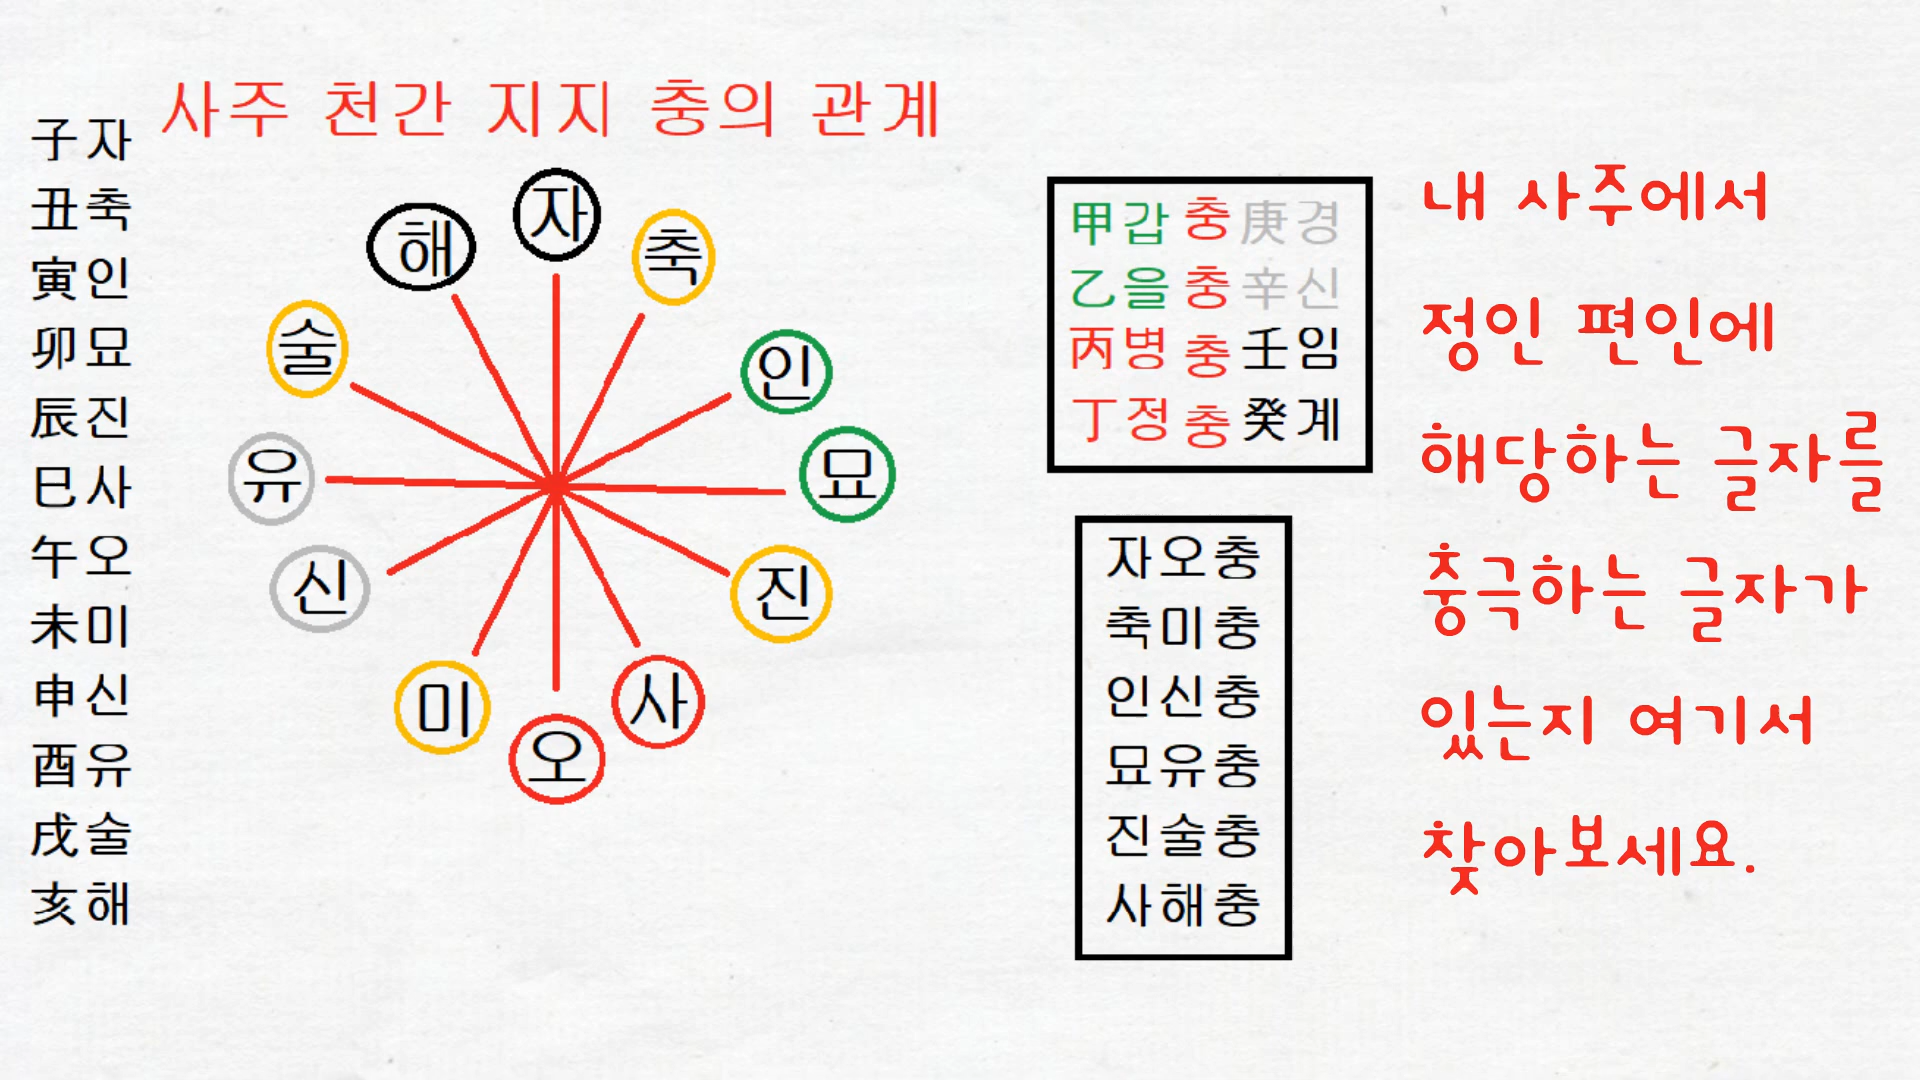 사주 천간 지지 충의 관계
子자
丑축
寅인
卯묘
辰진
巳사
午오
未미
申신
酉유
戌술
亥해
자
축
인
묘
진
사
오
미
신
유
술
해
甲갑 충 庚경
乙을 충 辛신
丙병 충 壬임
丁정 충 癸계
자오충
축미충
인신충
묘유충
진술충
사해충
내 사주에서
정인 편인에
해당하는 글자를
충극하는 글자가
있는지 여기서
찾아보세요.